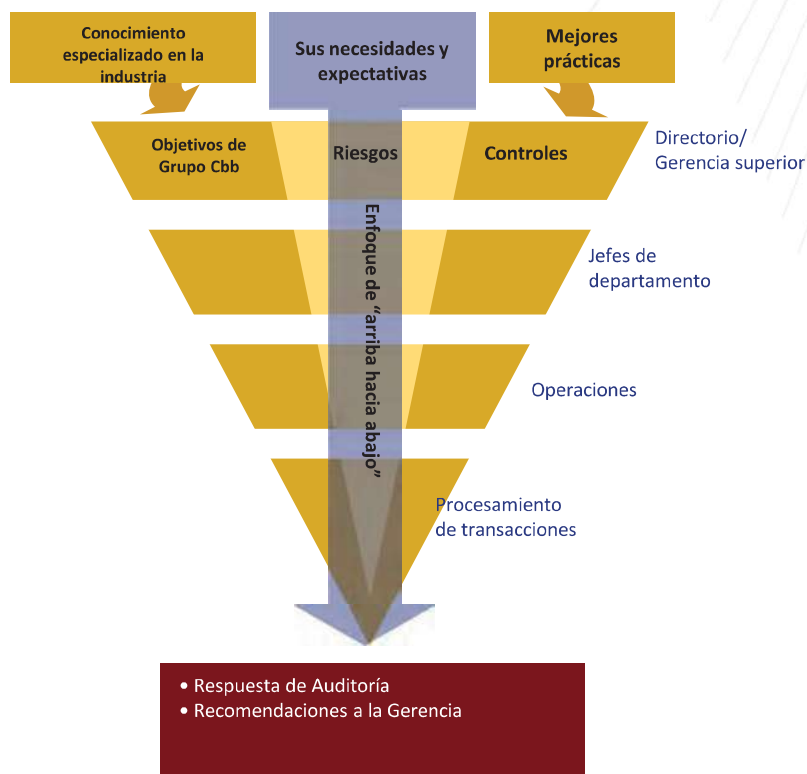 Conocimiento
especializado en la
industria
Sus necesidades y
expectativas
Mejores
prácticas
Objetivos de
Grupo Cbb
Riesgos
Controles
Directorio/
Gerencia superior
Enfoque de “arriba hacia abajo”
Jefes de
departamento
Operaciones
Procesamiento
de transacciones
• Respuesta de Auditoría
• Recomendaciones a la Gerencia